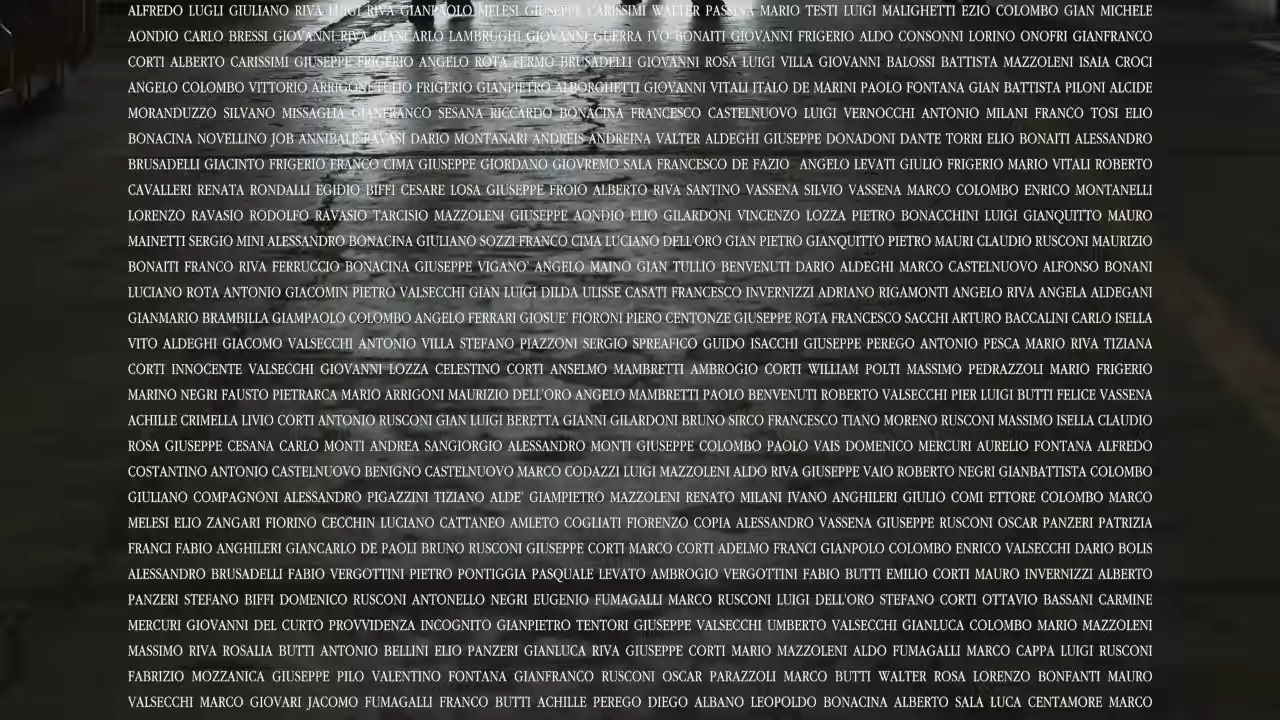 ALFREDO LUGLI GIULIANO RIVA LUIGI RIVA GIANPAOLO MELESI GIUSEPPE CARISSIMI WALTER PASSINA MARIO TESTI LUIGI MALIGHETTI EZIO COLOMBO GIAN MICHELE
AONDIO CARLO BRESSI GIOVANNI RIVA GIANCARLO LAMBRUGHI GIOVANNI GUERRA IVO BONAITI GIOVANNI FRIGERIO ALDO CONSONNI LORINO ONOFRI GIANFRANCO
CORTI ALBERTO CARISSIMI GIUSEPPE FRIGERIO ANGELO ROTA FERMO BRUSADELLI GIOVANNI ROSA LUIGI VILLA GIOVANNI BALOSSI BATTISTA MAZZOLENI ISAIA CROCI
ANGELO COLOMBO VITTORIO ARRIGONI TULIO FRIGERIO GIANPIETRO ALBORGHETTI GIOVANNI VITALI ITALO DE MARINI PAOLO FONTANA GIAN BATTISTA PILONI ALCIDE
MORANDUZZO SILVANO MISSAGLIA GIANFRANCO SESANA RICCARDO BONACINA FRANCESCO CASTELNUOVO LUIGI VERNOCCHI ANTONIO MILANI FRANCO TOSI ELIO
BONACINA NOVELLINO JOB ANNIBALE RAVASI DARIO MONTANARI ANDREIS ANDREINA VALTER ALDEGHI GIUSEPPE DONADONI DANTE TORRI ELIO BONAITI ALESSANDRO
BRUSADELLI GIACINTO FRIGERIO FRANCO CIMA GIUSEPPE GIORDANO GIOVREMO SALA FRANCESCO DE FAZIO ANGELO LEVATI GIULIO FRIGERIO MARIO VITALI ROBERTO
CAVALLERI RENATA RONDALLI EGIDIO BIFFI CESARE LOSA GIUSEPPE FROIO ALBERTO RIVA SANTINO VASSENA SILVIO VASSENA MARCO COLOMBO ENRICO MONTANELLI
LORENZO RAVASIO RODOLFO RAVASIO TARCISIO MAZZOLENI GIUSEPPE AONDIO ELIO GILARDONI VINCENZO LOZZA PIETRO BONACCHINI LUIGI GIANQUITTO MAURO
MAINETTI SERGIO MINI ALESSANDRO BONACINA GIULIANO SOZZI FRANCO CIMA LUCIANO DELL'ORO GIAN PIETRO GIANQUITTO PIETRO MAURI CLAUDIO RUSCONI MAURIZIO
BONAITI FRANCO RIVA FERRUCCIO BONACINA GIUSEPPE VIGANO' ANGELO MAINO GIAN TULLIO BENVENUTI DARIO ALDEGHI MARCO CASTELNUOVO ALFONSO BONANI
LUCIANO ROTA ANTONIO GIACOMIN PIETRO VALSECCHI GIAN LUIGI DILDA ULISSE CASATI FRANCESCO INVERNIZZI ADRIANO RIGAMONTI ANGELO RIVA ANGELA ALDEGANI
GIANMARIO BRAMBILLA GIAMPAOLO COLOMBO ANGELO FERRARI GIOSUE' FIORONI PIERO CENTONZE GIUSEPPE ROTA FRANCESCO SACCHI ARTURO BACCALINI CARLO ISELLA
VITO ALDEGHI GIACOMO VALSECCHI ANTONIO VILLA STEFANO PIAZZONI SERGIO SPREAFICO GUIDO ISACCHI GIUSEPPE PEREGO ANTONIO PESCA MARIO RIVA TIZIANA
CORTI INNOCENTE VALSECCHI GIOVANNI LOZZA CELESTINO CORTI ANSELMO MAMBRETTI AMBROGIO CORTI WILLIAM POLTI MASSIMO PEDRAZZOLI MARIO FRIGERIO
MARINO NEGRI FAUSTO PIETRARCA MARIO ARRIGONI MAURIZIO DELL'ORO ANGELO MAMBRETTI PAOLO BENVENUTI ROBERTO VALSECCHI PIER LUIGI BUTTI FELICE VASSENA
ACHILLE CRIMELLA LIVIO CORTI ANTONIO RUSCONI GIAN LUIGI BERETTA GIANNI GILARDONI BRUNO SIRCO FRANCESCO TIANO MORENO RUSCONI MASSIMO ISELLA CLAUDIO
ROSA GIUSEPPE CESANA CARLO MONTI ANDREA SANGIORGIO ALESSANDRO MONTI GIUSEPPE COLOMBO PAOLO VAIS DOMENICO MERCURI AURELIO FONTANA ALFREDO
COSTANTINO ANTONIO CASTELNUOVO BENIGNO CASTELNUOVO MARCO CODAZZI LUIGI MAZZOLENI ALDO RIVA GIUSEPPE VAIO ROBERTO NEGRI GIANBATTISTA COLOMBO
GIULIANO COMPAGNONI ALESSANDRO PIGAZZINI TIZIANO ALDE' GIAMPIETRO MAZZOLENI RENATO MILANI IVANO ANGHILERI GIULIO COMI ETTORE COLOMBO MARCO
MELESI ELIO ZANGARI FIORINO CECCHIN LUCIANO CATTANEO AMLETO COGLIATI FIORENZO COPIA ALESSANDRO VASSENA GIUSEPPE RUSCONI OSCAR PANZERI PATRIZIA
FRANCI FABIO ANGHILERI GIANCARLO DE PAOLI BRUNO RUSCONI GIUSEPPE CORTI MARCO CORTI ADELMO FRANCI GIANPOLO COLOMBO ENRICO VALSECCHI DARIO BOLIS
ALESSANDRO BRUSADELLI FABIO VERGOTTINI PIETRO PONTIGGIA PASQUALE LEVATO AMBROGIO VERGOTTINI FABIO BUTTI EMILIO CORTI MAURO INVERNIZZI ALBERTO
PANZERI STEFANO BIFFI DOMENICO RUSCONI ANTONELLO NEGRI EUGENIO FUMAGALLI MARCO RUSCONI LUIGI DELL'ORO STEFANO CORTI OTTAVIO BASSANI CARMINE
MERCURI GIOVANNI DEL CURTO PROVVIDENZA INCOGNITO GIANPIETRO TENTORI GIUSEPPE VALSECCHI UMBERTO VALSECCHI GIANLUCA COLOMBO MARIO MAZZOLENI
MASSIMO RIVA ROSALIA BUTTI ANTONIO BELLINI ELIO PANZERI GIANLUCA RIVA GIUSEPPE CORTI MARIO MAZZOLENI ALDO FUMAGALLI MARCO CAPPA LUIGI RUSCONI
FABRIZIO MOZZANICA GIUSEPPE PILO VALENTINO FONTANA GIANFRANCO RUSCONI OSCAR PARAZZOLI MARCO BUTTI WALTER ROSA LORENZO BONFANTI MAURO
VALSECCHI MARCO GIOVARI JACOMO FUMAGALLI FRANCO BUTTI ACHILLE PEREGO DIEGO ALBANO LEOPOLDO BONACINA ALBERTO SALA LUCA CENTAMORE MARCO